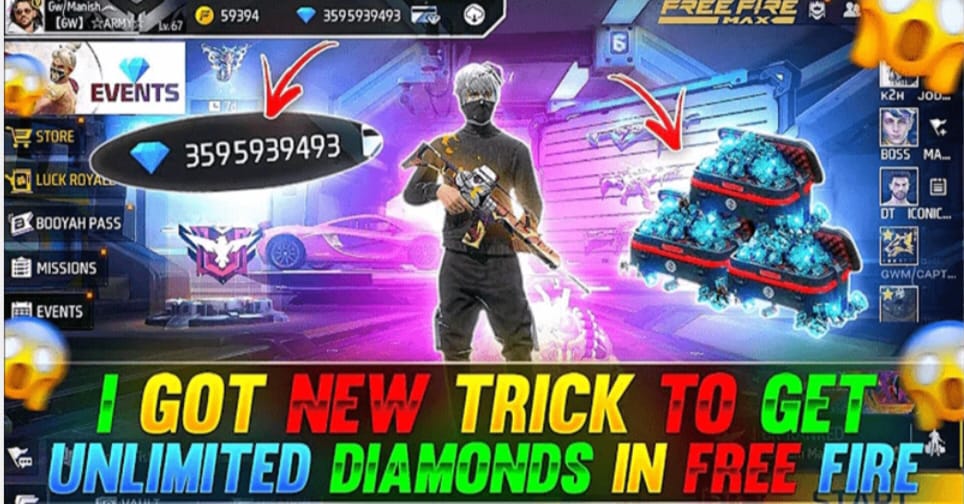 Gw/Manish
【GW】 ☆ARMY☆
Lv.67
59394
3595939493
FREE FIRE
MAX
EVENTS
7d
3595939493
STORE
LUCK ROYALE
BOOYAH PASS
MISSIONS
EVENTS
K2H JOD...
BOSS MA...
DT ICONIC...
GWM/CAPT...
I GOT NEW TRICK TO GET
UNLIMITED DIAMONDS IN FREE FIRE
VAULT